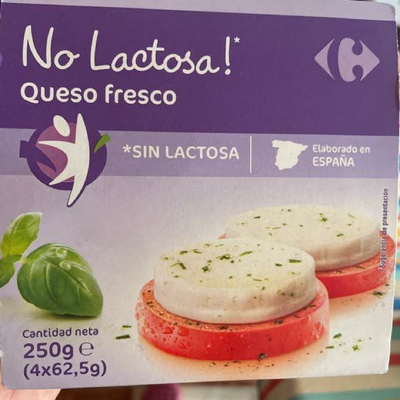 No Lactosa!*
Queso fresco
*SIN LACTOSA
Elaborado en
ESPAÑA
*Sugerencia de presentación
Cantidad neta
250g e
(4x62,5g)